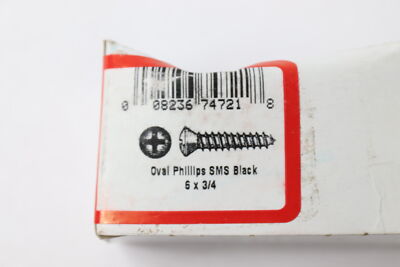 0 08236 74721 8
Oval Phillips SMS Black
6 x 3/4